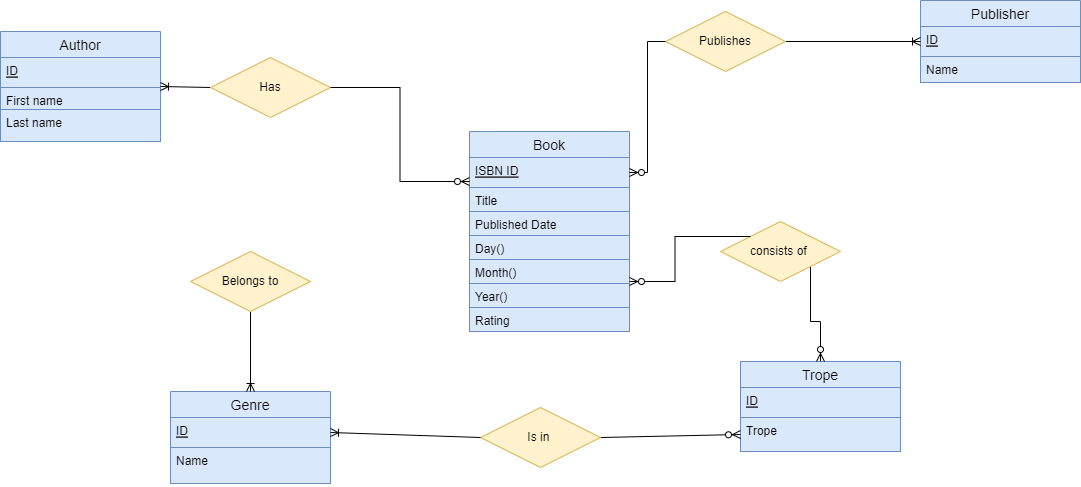 Author
ID
First name
Last name
Has
Publishes
Publisher
ID
Name
Book
ISBN ID
Title
Published Date
Day()
Month()
Year()
Rating
consists of
Belongs to
Genre
ID
Name
Is in
Trope
ID
Trope